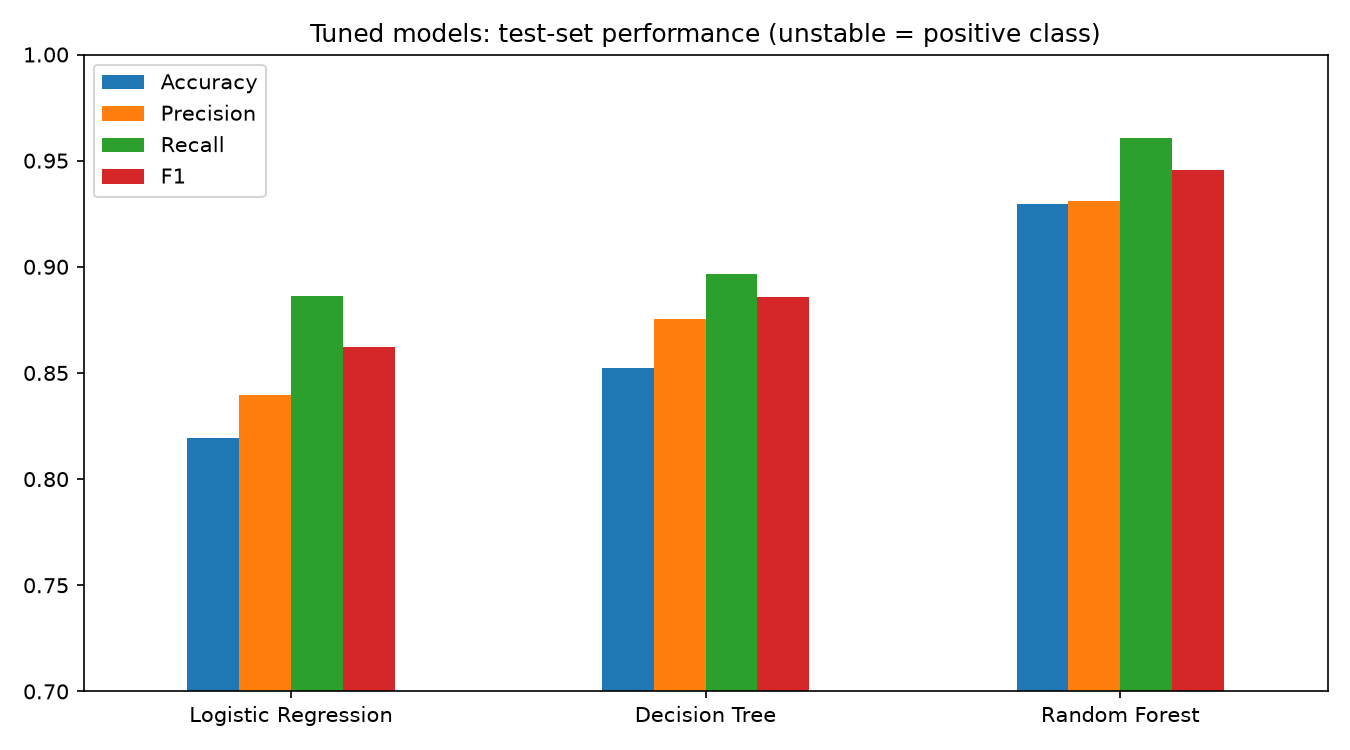 Tuned models: test-set performance (unstable = positive class)
1.00
0.95
0.90
0.85
0.80
0.75
0.70
Accuracy
Precision
Recall
F1
Logistic Regression
Decision Tree
Random Forest